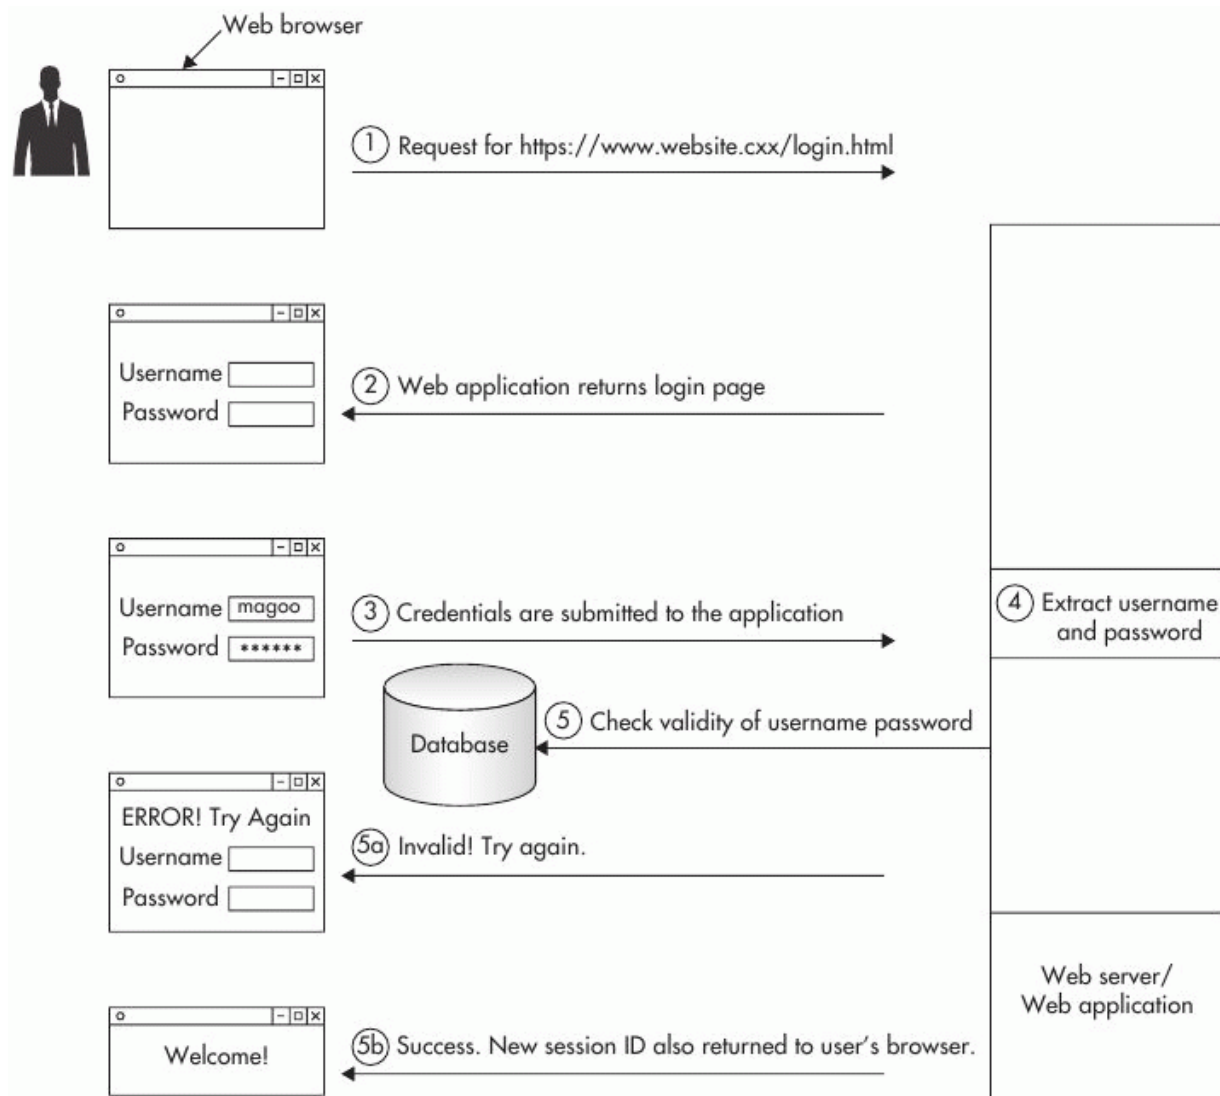 Web browser
1 Request for https://www.website.cxx/login.html
Username
Password
2 Web application returns login page
Username magoo
Password ******
3 Credentials are submitted to the application
4 Extract username
and password
Database
5 Check validity of username password
ERROR! Try Again
Username
Password
5a Invalid! Try again.
Web server/
Web application
Welcome!
5b Success. New session ID also returned to user's browser.